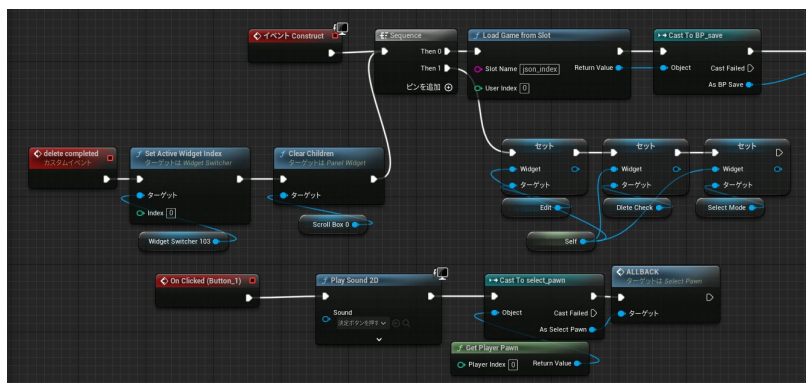 イベント Construct
Sequence
Then 0
Then 1
ピンを追加
Load Game from Slot
Slot Name json_index
Return Value
User Index 0
Cast To BP_save
Cast Failed
Object
As BP Save
delete completed
カスタムイベント
Set Active Widget Index
ターゲットは Widget Switcher
ターゲット
Index 0
Widget Switcher 103
Clear Children
ターゲットは Panel Widget
ターゲット
Scroll Box 0
セット
Widget
ターゲット
Edit
セット
Widget
ターゲット
Dlete Check
セット
Widget
ターゲット
Select Mode
Self
On Clicked (Button_1)
Play Sound 2D
Sound
決定ボタンを押す
Cast To select_pawn
Object
Cast Failed
As Select Pawn
Get Player Pawn
Player Index 0
Return Value
ALLBACK
ターゲットは Select Pawn
ターゲット